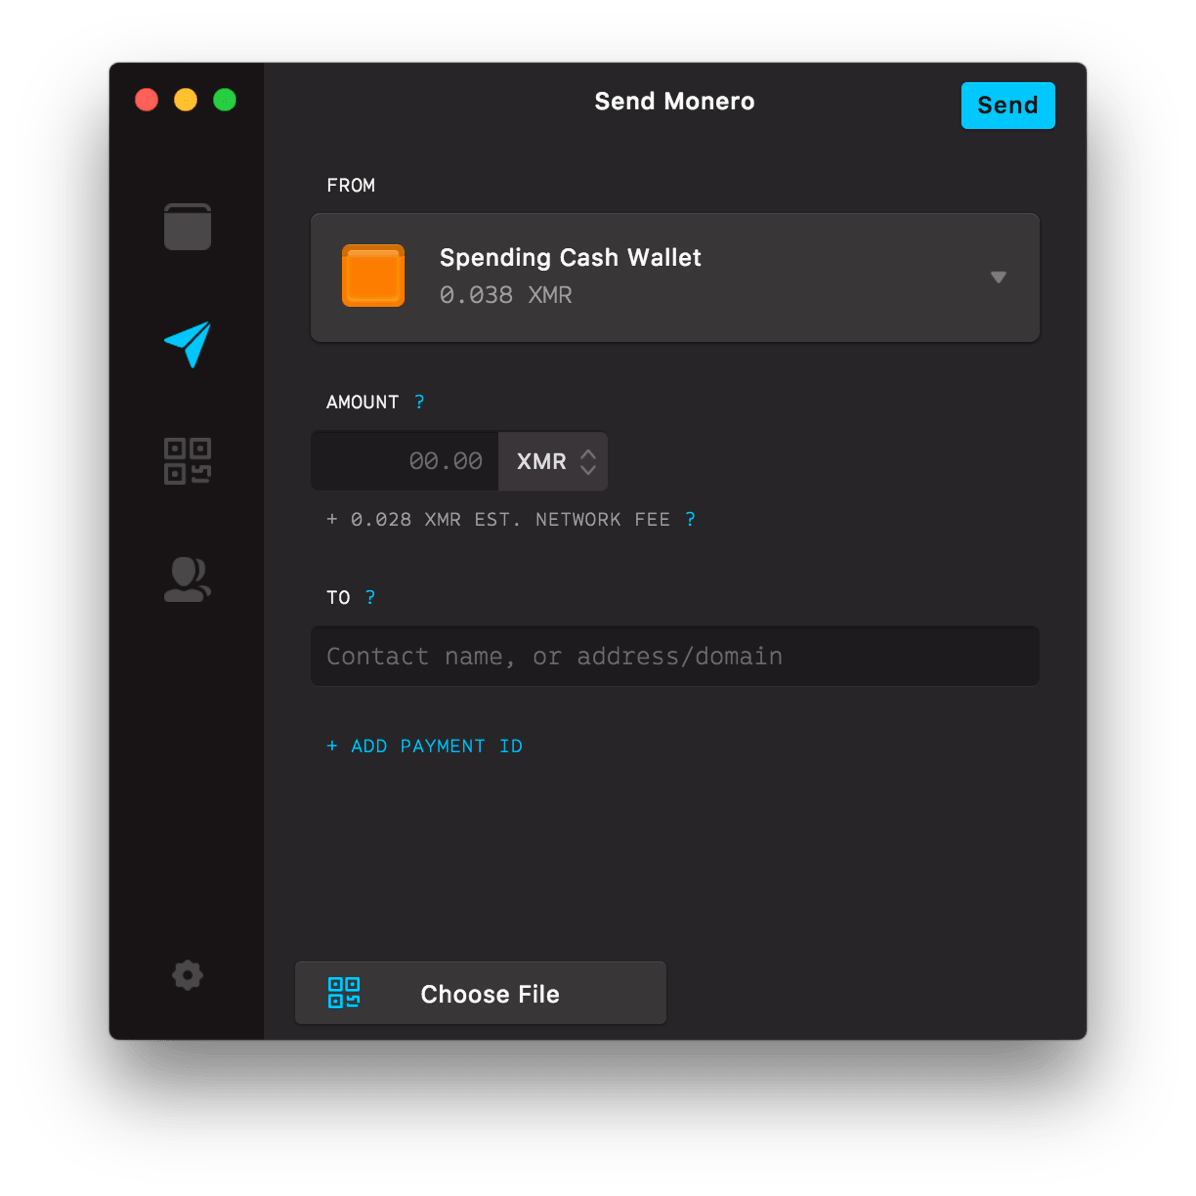 Send Monero
Send
FROM
Spending Cash Wallet
0.038 XMR
AMOUNT ?
00.00 XMR
+ 0.028 XMR EST. NETWORK FEE ?
TO ?
Contact name, or address/domain
+ ADD PAYMENT ID
Choose File